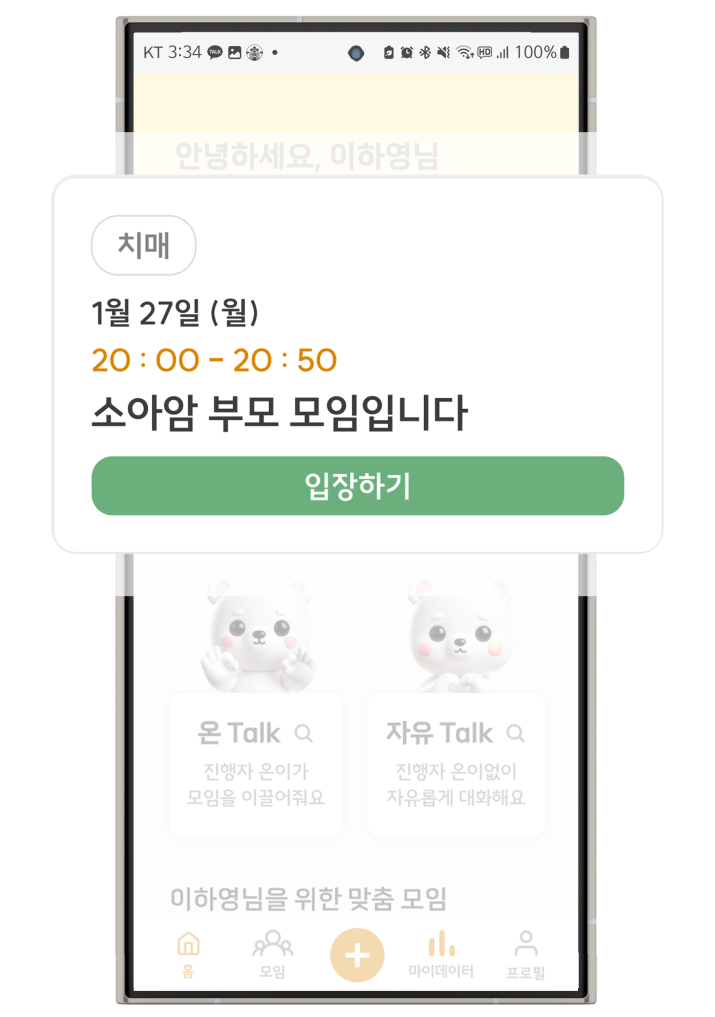 KT 3:34 100%
안녕하세요, 이하영님
치매
1월 27일 (월)
20 : 00 - 20 : 50
소아암 부모 모임입니다
입장하기
온 Talk
진행자 온이가
모임을 이끌어줘요
자유 Talk
진행자 온이없이
자유롭게 대화해요
이하영님을 위한 맞춤 모임
홈 모임 마이데이터 프로필